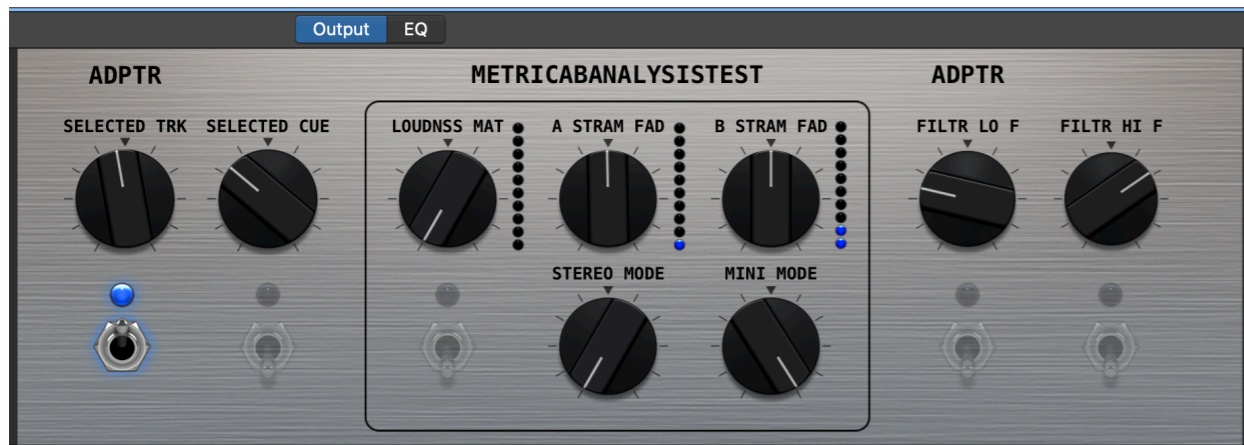 Output EQ
ADPTR METRICABANALYSISTEST ADPTR
SELECTED TRK SELECTED CUE LOUDNSS MAT A STRAM FAD B STRAM FAD FILTR LO F FILTR HI F
STEREO MODE MINI MODE